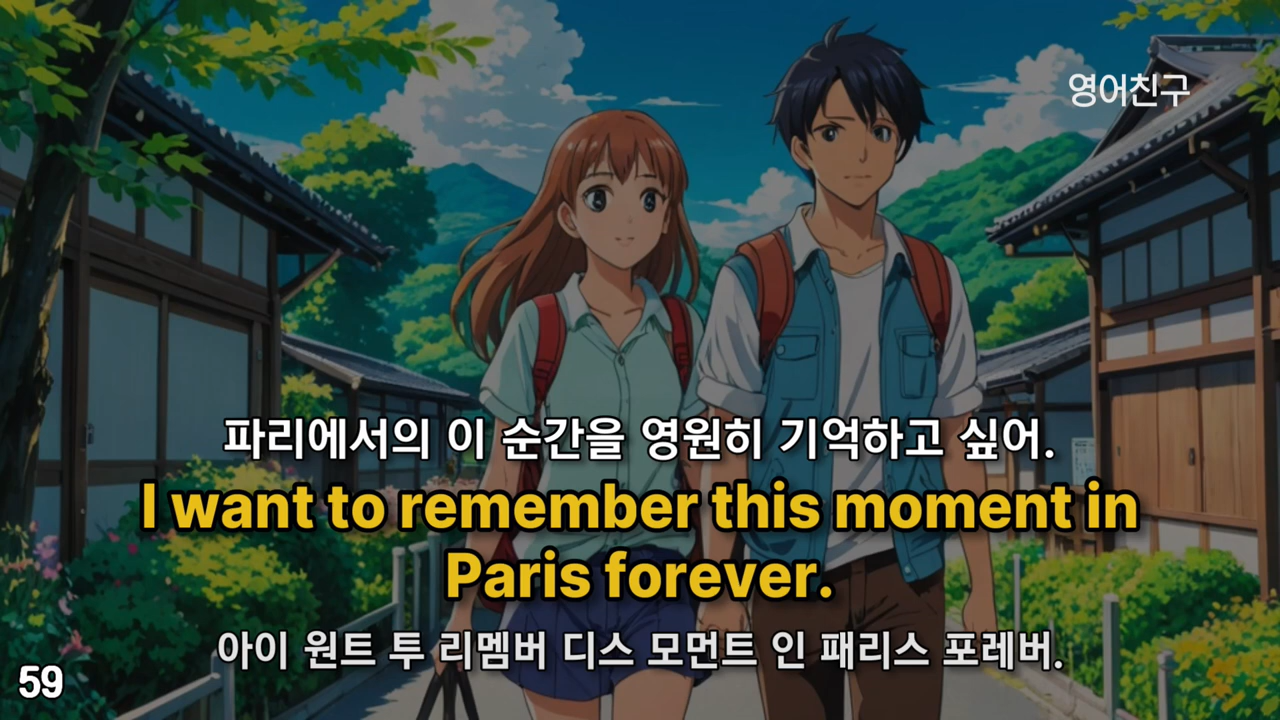 영어친구
파리에서의 이 순간을 영원히 기억하고 싶어.
I want to remember this moment in
Paris forever.
아이 원트 투 리멤버 디스 모먼트 인 패리스 포레버.
59